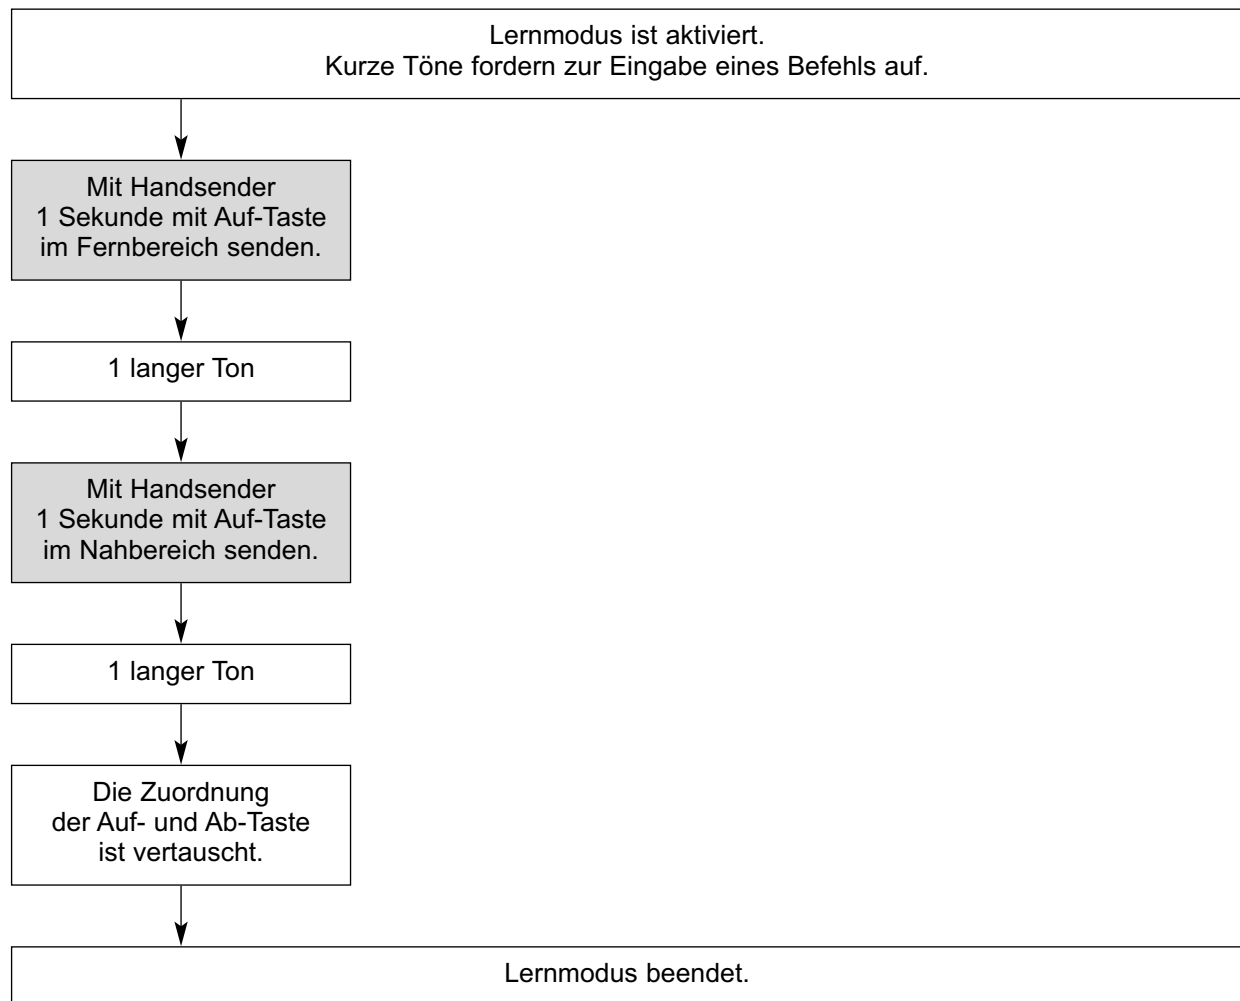 Lernmodus ist aktiviert.
Kurze Töne fordern zur Eingabe eines Befehls auf.
Mit Handsender
1 Sekunde mit Auf-Taste
im Fernbereich senden.
1 langer Ton
Mit Handsender
1 Sekunde mit Auf-Taste
im Nahbereich senden.
1 langer Ton
Die Zuordnung
der Auf- und Ab-Taste
ist vertauscht.
Lernmodus beendet.